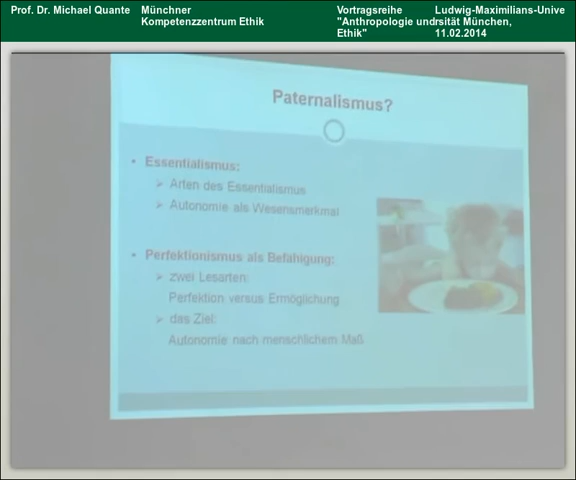 Prof. Dr. Michael Quante
Münchner
Kompetenzzentrum Ethik
Vortragsreihe
"Anthropologie und
Ethik"
Ludwig-Maximilians-Unive
rsität München,
11.02.2014
Paternalismus?
• Essentialismus:
➢ Arten des Essentialismus
➢ Autonomie als Wesensmerkmal
• Perfektionismus als Befähigung:
➢ zwei Lesarten:
Perfektion versus Ermöglichung
➢ das Ziel:
Autonomie nach menschlichem Maß